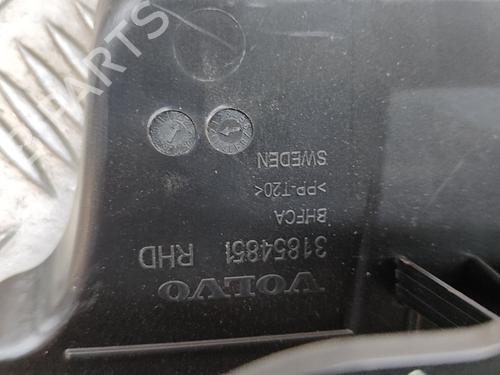 VOLVO
31854851 RHD
BHFCA
>PP-T20<
SWEDEN
PARTS